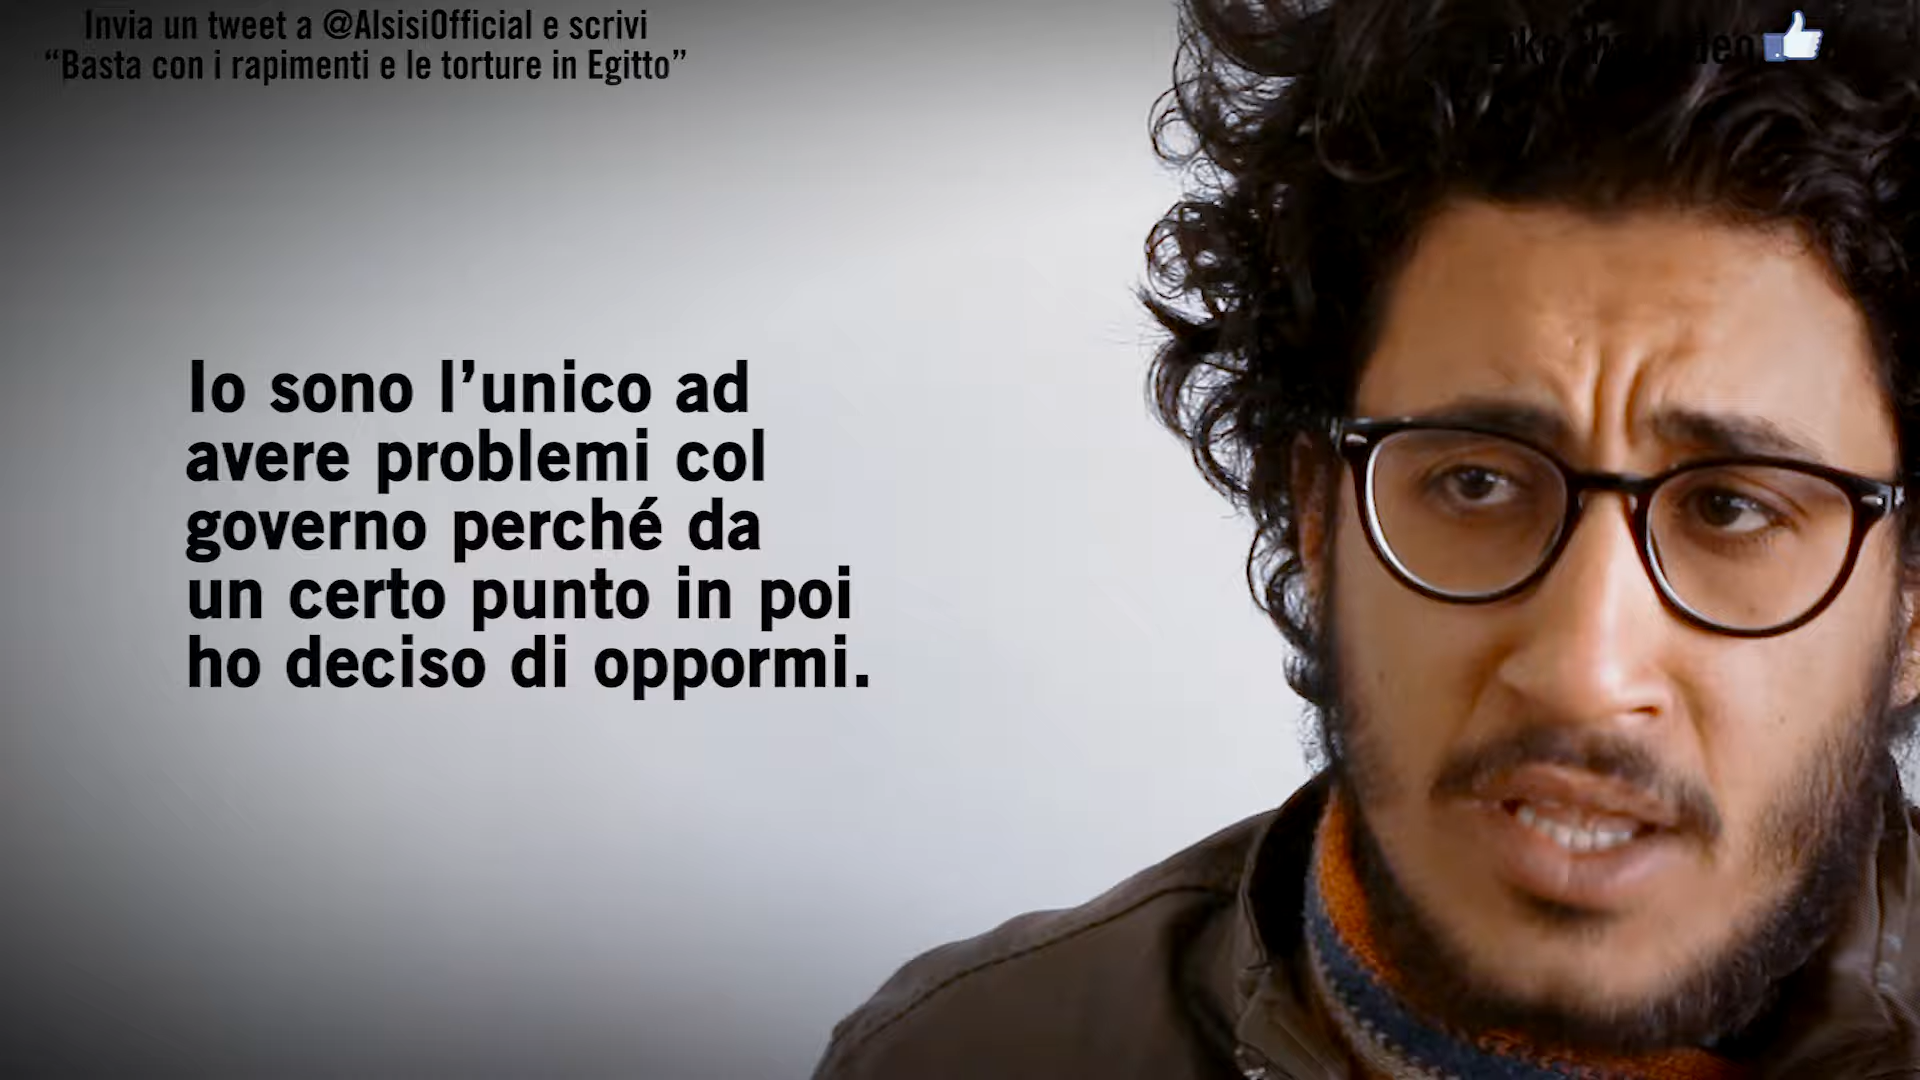 Invia un tweet a @AlsisiOfficial e scrivi
“Basta con i rapimenti e le torture in Egitto”
Io sono l’unico ad
avere problemi col
governo perché da
un certo punto in poi
ho deciso di oppormi.